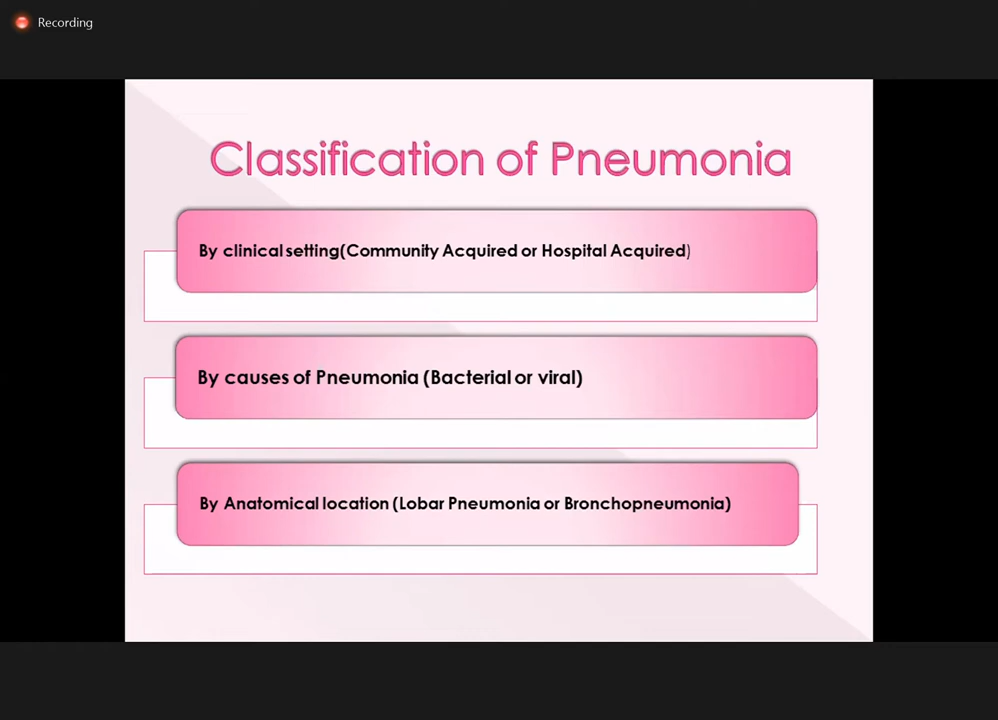 Recording
Classification of Pneumonia
By clinical setting(Community Acquired or Hospital Acquired)
By causes of Pneumonia (Bacterial or viral)
By Anatomical location (Lobar Pneumonia or Bronchopneumonia)